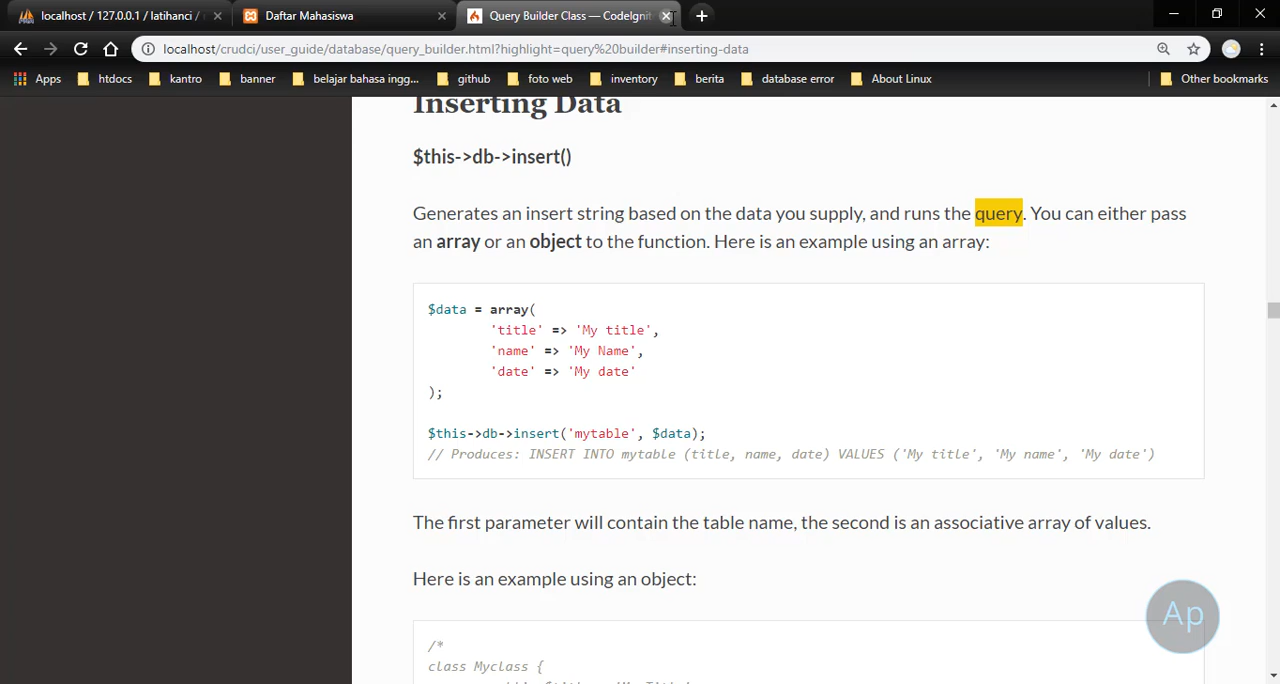 localhost / 127.0.0.1 / latihanci /
Daftar Mahasiswa
Query Builder Class — CodeIgnit
localhost/crudci/user_guide/database/query_builder.html?highlight=query%20builder#inserting-data
Apps
htdocs
kantro
banner
belajar bahasa ingg...
github
foto web
inventory
berita
database error
About Linux
Other bookmarks
Inserting Data
$this->db->insert()
Generates an insert string based on the data you supply, and runs the query. You can either pass
an array or an object to the function. Here is an example using an array:
$data = array(
'title' => 'My title',
'name' => 'My Name',
'date' => 'My date'
);
$this->db->insert('mytable', $data);
// Produces: INSERT INTO mytable (title, name, date) VALUES ('My title', 'My name', 'My date')
The first parameter will contain the table name, the second is an associative array of values.
Here is an example using an object:
/*
class Myclass {
Ap